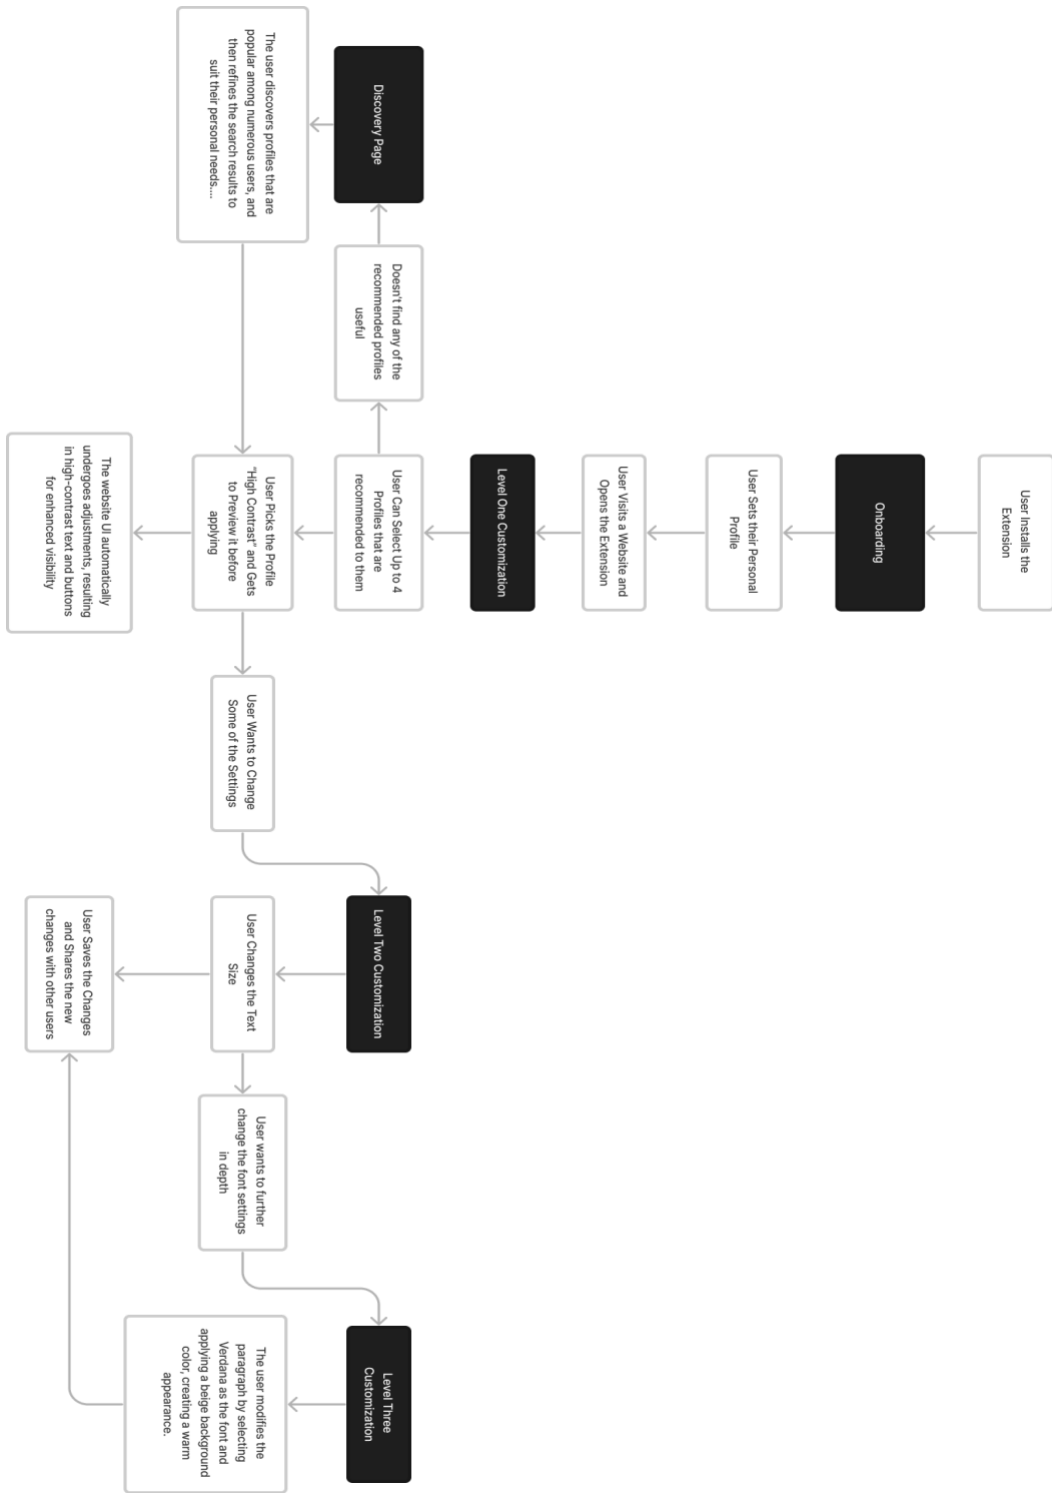 User Installs the
Extension
Onboarding
User Sets their Personal
Profile
User Visits a Website and
Opens the Extension
Level One Customization
User Can Select Up to 4
Profiles that are
recommended to them
Doesn't find any of the
recommended profiles
useful
Discovery Page
The user discovers profiles that are
popular among numerous users, and
then refines the search results to
suit their personal needs....
User Picks the Profile
"High Contrast" and Gets
to Preview it before
applying
The website UI automatically
undergoes adjustments, resulting
in high-contrast text and buttons
for enhanced visibility
User Wants to Change
Some of the Settings
Level Two Customization
User Changes the Text
Size
User Saves the Changes
and Shares the new
changes with other users
User wants to further
change the font settings
in depth
Level Three
Customization
The user modifies the
paragraph by selecting
Verdana as the font and
applying a beige background
color, creating a warm
appearance.